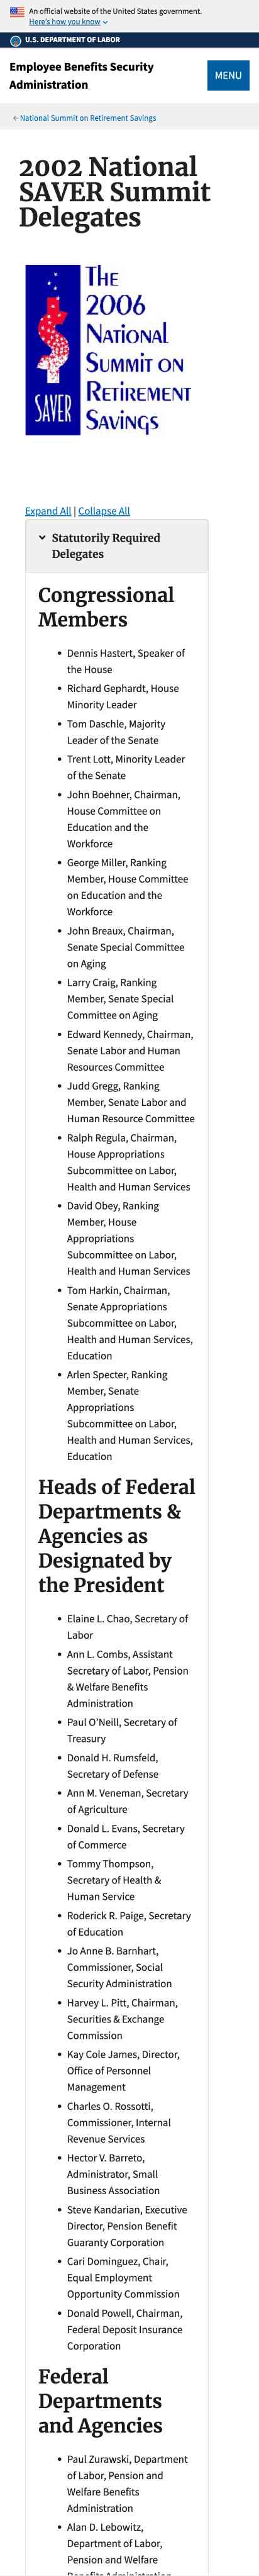 An official website of the United States government.
Here's how you know
U.S. DEPARTMENT OF LABOR
Employee Benefits Security
Administration
MENU
National Summit on Retirement Savings
2002 National
SAVER Summit
Delegates
THE
2006
NATIONAL
SUMMIT ON
RETIREMENT
SAVINGS
SAVER
Expand All | Collapse All
Statutorily Required
Delegates
Congressional
Members
• Dennis Hastert, Speaker of
the House
• Richard Gephardt, House
Minority Leader
• Tom Daschle, Majority
Leader of the Senate
• Trent Lott, Minority Leader
of the Senate
• John Boehner, Chairman,
House Committee on
Education and the
Workforce
• George Miller, Ranking
Member, House Committee
on Education and the
Workforce
• John Breaux, Chairman,
Senate Special Committee
on Aging
• Larry Craig, Ranking
Member, Senate Special
Committee on Aging
• Edward Kennedy, Chairman,
Senate Labor and Human
Resources Committee
• Judd Gregg, Ranking
Member, Senate Labor and
Human Resource Committee
• Ralph Regula, Chairman,
House Appropriations
Subcommittee on Labor,
Health and Human Services
• David Obey, Ranking
Member, House
Appropriations
Subcommittee on Labor,
Health and Human Services
• Tom Harkin, Chairman,
Senate Appropriations
Subcommittee on Labor,
Health and Human Services,
Education
• Arlen Specter, Ranking
Member, Senate
Appropriations
Subcommittee on Labor,
Health and Human Services,
Education
Heads of Federal
Departments &
Agencies as
Designated by
the President
• Elaine L. Chao, Secretary of
Labor
• Ann L. Combs, Assistant
Secretary of Labor, Pension
& Welfare Benefits
Administration
• Paul O'Neill, Secretary of
Treasury
• Donald H. Rumsfeld,
Secretary of Defense
• Ann M. Veneman, Secretary
of Agriculture
• Donald L. Evans, Secretary
of Commerce
• Tommy Thompson,
Secretary of Health &
Human Service
• Roderick R. Paige, Secretary
of Education
• Jo Anne B. Barnhart,
Commissioner, Social
Security Administration
• Harvey L. Pitt, Chairman,
Securities & Exchange
Commission
• Kay Cole James, Director,
Office of Personnel
Management
• Charles O. Rossotti,
Commissioner, Internal
Revenue Services
• Hector V. Barreto,
Administrator, Small
Business Association
• Steve Kandarian, Executive
Director, Pension Benefit
Guaranty Corporation
• Cari Dominguez, Chair,
Equal Employment
Opportunity Commission
• Donald Powell, Chairman,
Federal Deposit Insurance
Corporation
Federal
Departments
and Agencies
• Paul Zurawski, Department
of Labor, Pension and
Welfare Benefits
Administration
• Alan D. Lebowitz,
Department of Labor,
Pension and Welfare
Benefits Administration